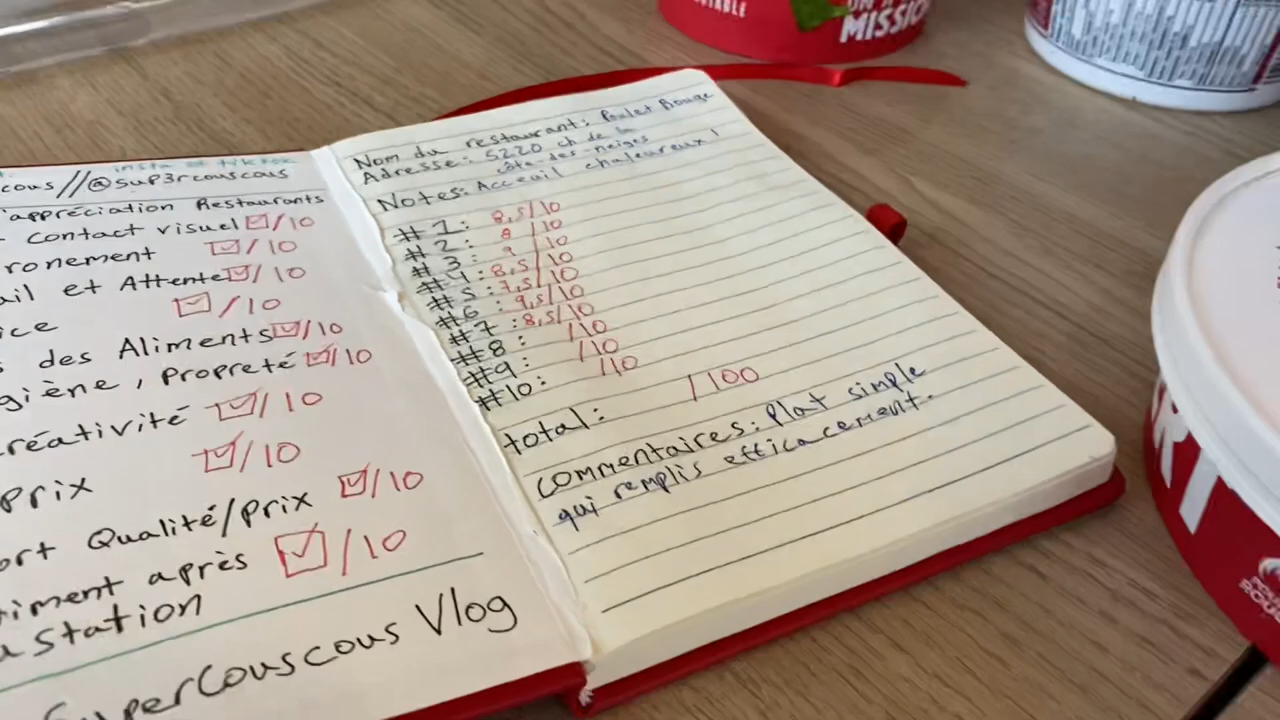 MISSIO
insta et tiktok
cous//@sup3rcouscous
'appréciation Restaurants
contact visuel /10
ronement /10
ail et Attente /10
ice /10
des Aliments /10
giène, Propreté /10
réativité /10
prix /10
ort Qualité/Prix /10
timent après /10
station
SuperCouscous Vlog
Nom du restaurant: Poulet Rouge
Adresse: 5220 ch de la
côte-des-neiges
Notes: Acceuil chaleureux!
#1: 8,5/10
#2: 8/10
#3: 9/10
#4: 8,5/10
#5: 7,5/10
#6: 9,5/10
#7: 8,5/10
#8: /10
#9: /10
#10: /10
total: /100
commentaires: Plat simple
qui remplis efficacement.